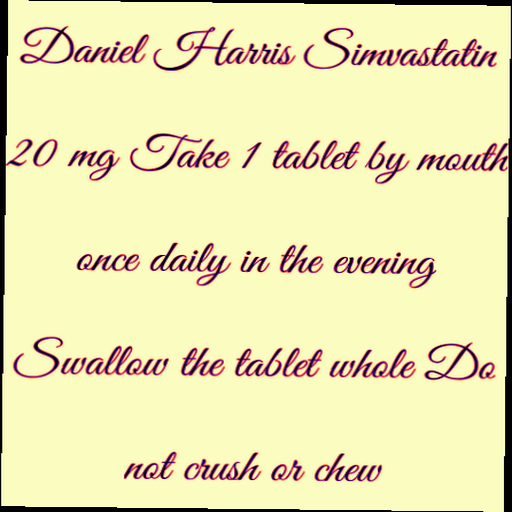 Daniel Harris Simvastatin
20 mg Take 1 tablet by mouth
once daily in the evening
Swallow the tablet whole Do
not crush or chew